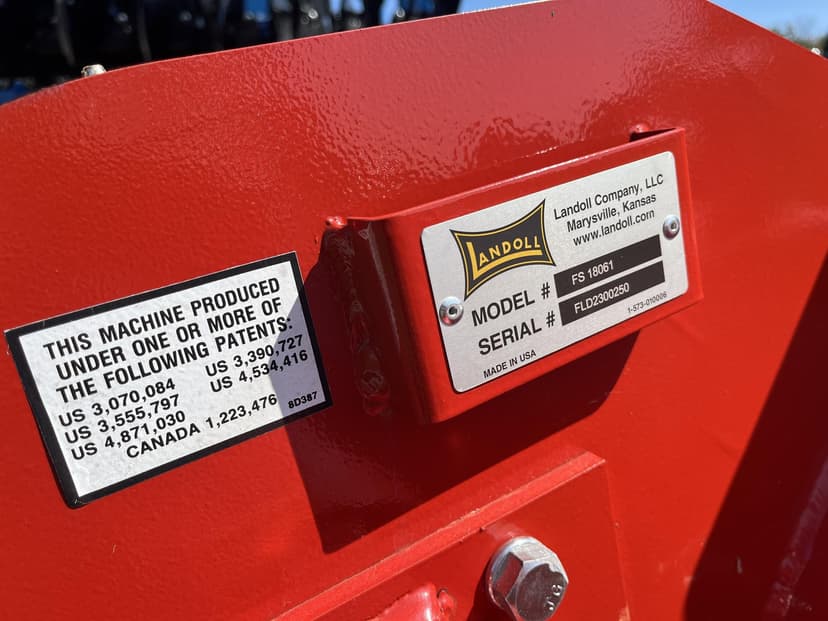 THIS MACHINE PRODUCED
UNDER ONE OR MORE OF
THE FOLLOWING PATENTS:
US 3,070,084 US 3,390,727
US 3,555,797 US 4,534,416
US 4,871,030
CANADA 1,223,476 8D387
LANDOLL
Landoll Company, LLC
Marysville, Kansas
www.landoll.com
MODEL # FS 18061
SERIAL # FLD2300250
MADE IN USA 1-573-010006